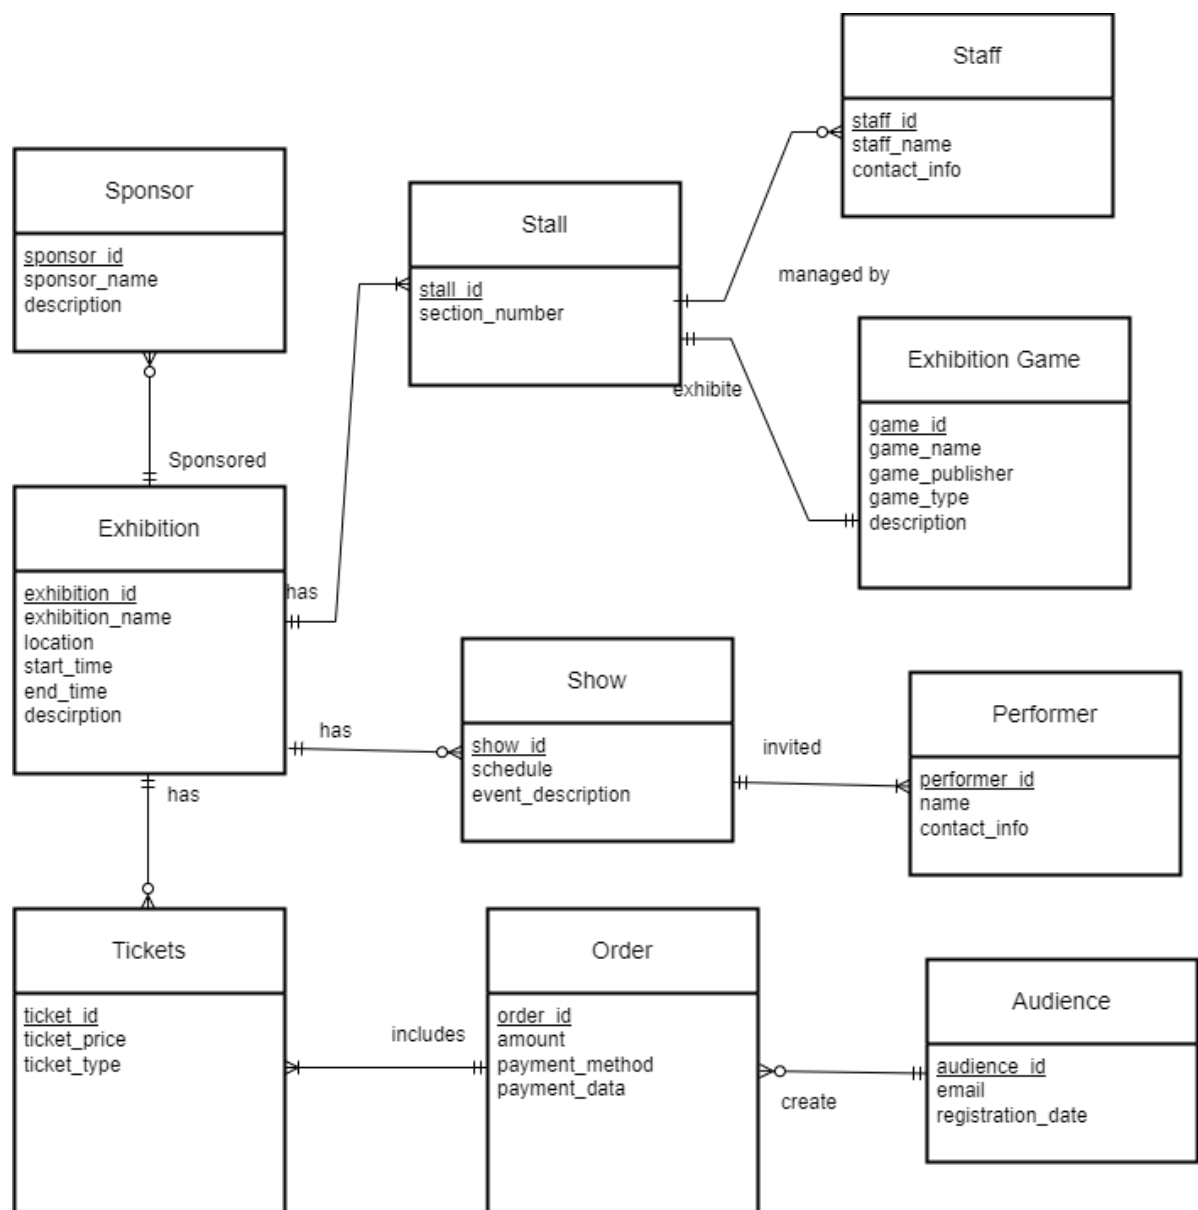 Staff
staff_id
staff_name
contact_info
Sponsor
sponsor_id
sponsor_name
description
Stall
stall_id
section_number
managed by
exhibite
Exhibition Game
game_id
game_name
game_publisher
game_type
description
Sponsored
Exhibition
exhibition_id
exhibition_name
location
start_time
end_time
descirption
has
has
has
Show
show_id
schedule
event_description
invited
Performer
performer_id
name
contact_info
Tickets
ticket_id
ticket_price
ticket_type
includes
Order
order_id
amount
payment_method
payment_data
create
Audience
audience_id
email
registration_date